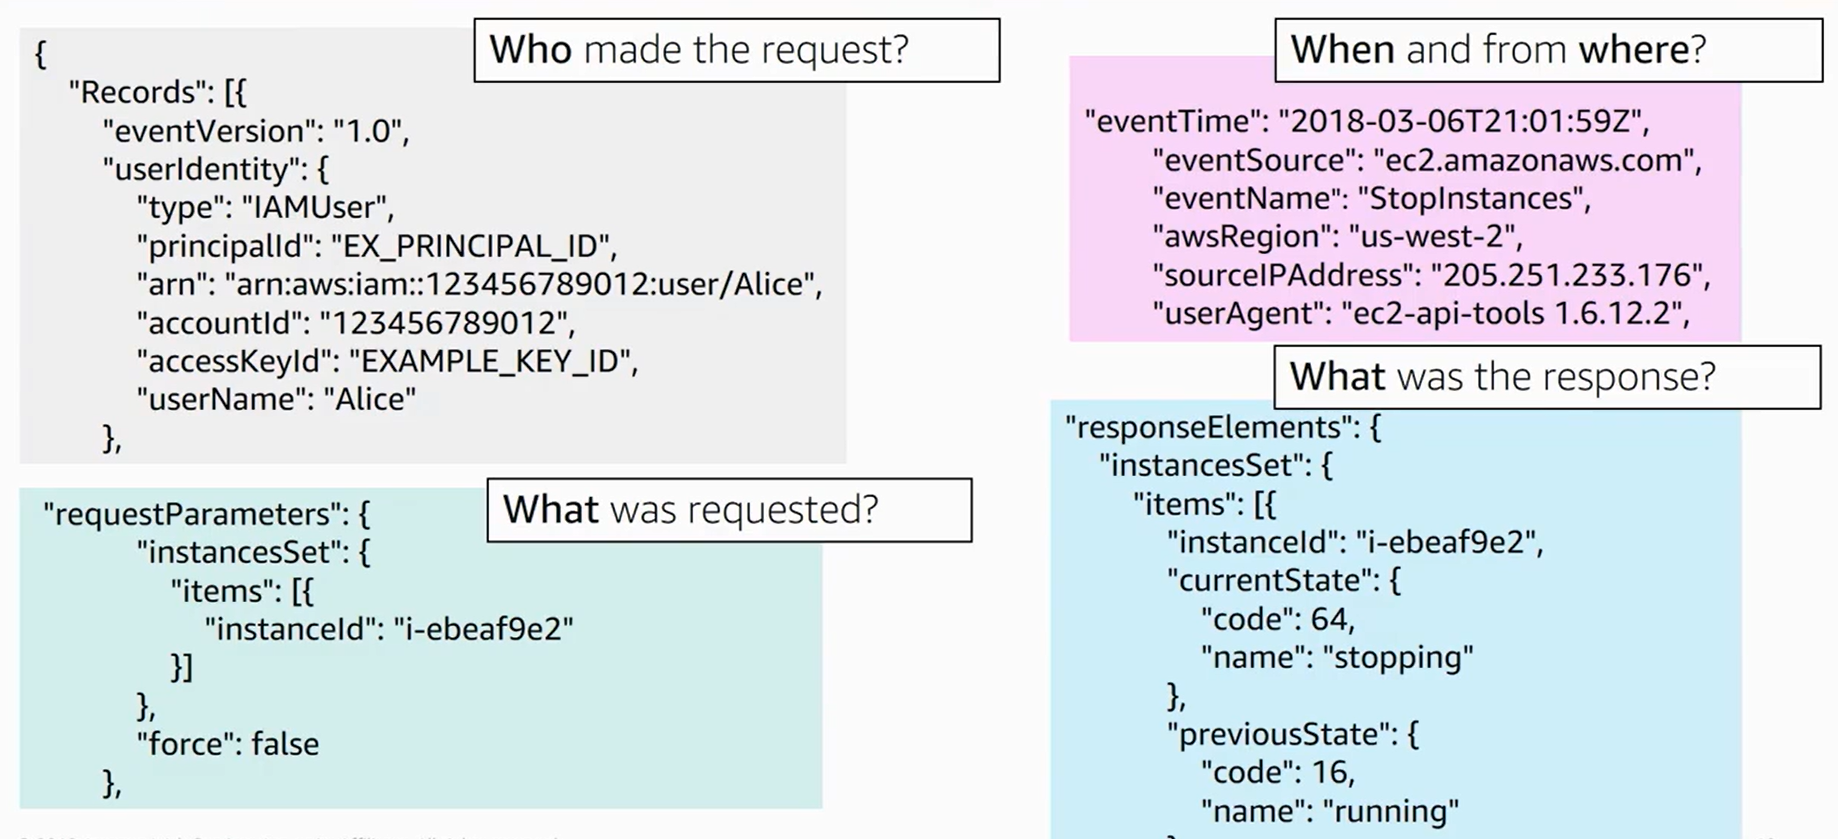 Who made the request?
{
"Records": [{
"eventVersion": "1.0",
"userIdentity": {
"type": "IAMUser",
"principalId": "EX_PRINCIPAL_ID",
"arn": "arn:aws:iam::123456789012:user/Alice",
"accountId": "123456789012",
"accessKeyId": "EXAMPLE_KEY_ID",
"userName": "Alice"
},
What was requested?
"requestParameters": {
"instancesSet": {
"items": [{
"instanceId": "i-ebeaf9e2"
}]
},
"force": false
},
When and from where?
"eventTime": "2018-03-06T21:01:59Z",
"eventSource": "ec2.amazonaws.com",
"eventName": "StopInstances",
"awsRegion": "us-west-2",
"sourceIPAddress": "205.251.233.176",
"userAgent": "ec2-api-tools 1.6.12.2",
What was the response?
"responseElements": {
"instancesSet": {
"items": [{
"instanceId": "i-ebeaf9e2",
"currentState": {
"code": 64,
"name": "stopping"
},
"previousState": {
"code": 16,
"name": "running"